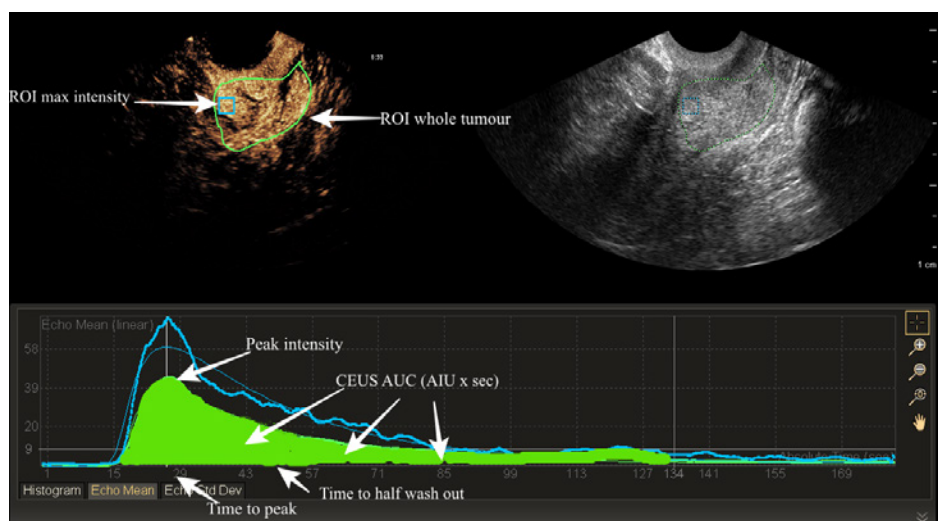 1:33
ROI max intensity
ROI whole tumour
1 cm
Echo Mean (linear)
58
39
20
9
Peak intensity
CEUS AUC (AIU x sec)
1 15 29 43 57 71 85 99 113 127 134 141 155 169
Histogram Echo Mean Echo Std Dev
Time to half wash out
Time to peak